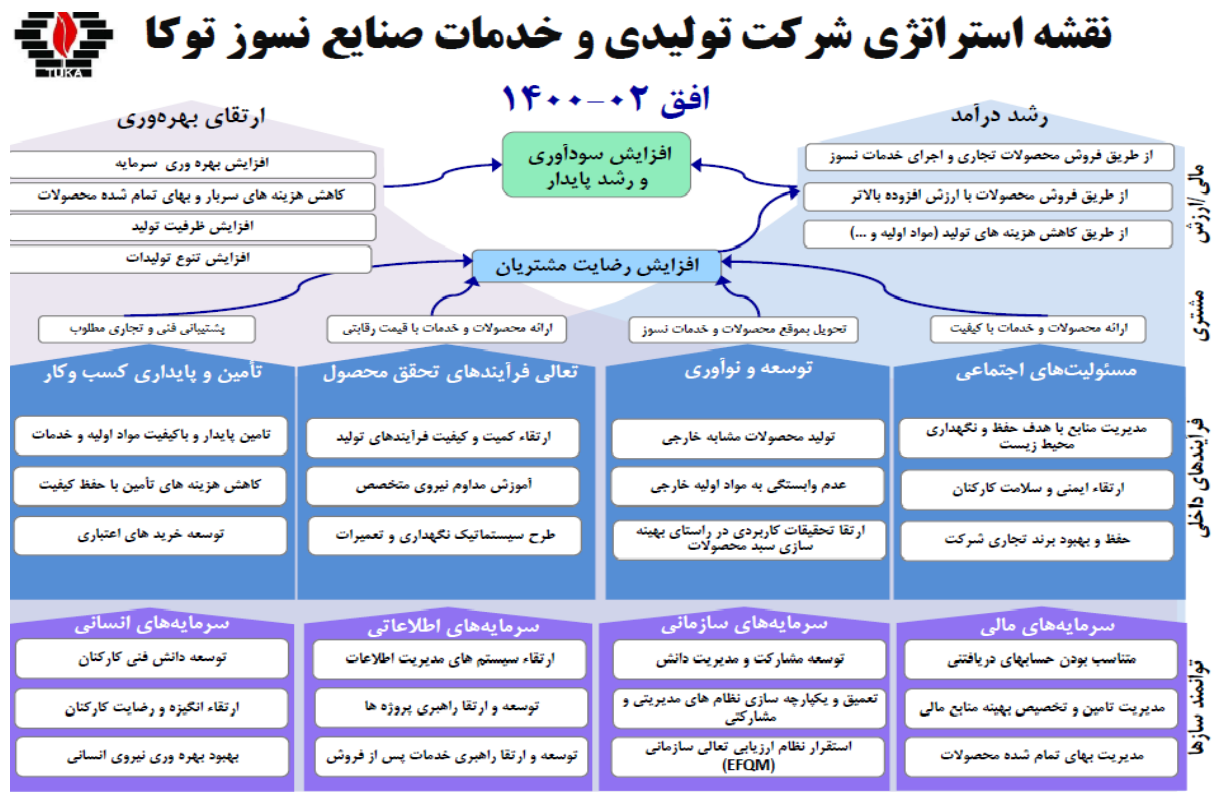 نقشه استراتژی شرکت تولیدی و خدمات صنایع نسوز توکا
TUKA
افق ۰۲-۱۴۰۰
رشد درآمد
ارتقای بهره‌وری
مالی/ارزش
از طریق فروش محصولات تجاری و اجرای خدمات نسوز
از طریق فروش محصولات با ارزش افزوده بالاتر
از طریق کاهش هزینه های تولید (مواد اولیه و ...)
افزایش سودآوری
و رشد پایدار
افزایش بهره وری سرمایه
کاهش هزینه های سربار و بهای تمام شده محصولات
افزایش ظرفیت تولید
افزایش تنوع تولیدات
افزایش رضایت مشتریان
مشتری
ارائه محصولات و خدمات با کیفیت
تحویل بموقع محصولات و خدمات نسوز
ارائه محصولات و خدمات با قیمت رقابتی
پشتیبانی فنی و تجاری مطلوب
فرآیندهای داخلی
مسئولیت‌های اجتماعی
مدیریت منابع با هدف حفظ و نگهداری
محیط زیست
ارتقاء ایمنی و سلامت کارکنان
حفظ و بهبود برند تجاری شرکت
توسعه و نوآوری
تولید محصولات مشابه خارجی
عدم وابستگی به مواد اولیه خارجی
ارتقا تحقیقات کاربردی در راستای بهینه
سازی سبد محصولات
تعالی فرآیندهای تحقق محصول
ارتقاء کمیت و کیفیت فرآیندهای تولید
آموزش مداوم نیروی متخصص
طرح سیستماتیک نگهداری و تعمیرات
تأمین و پایداری کسب وکار
تامین پایدار و باکیفیت مواد اولیه و خدمات
کاهش هزینه های تأمین با حفظ کیفیت
توسعه خرید های اعتباری
توانمند سازها
سرمایه‌های مالی
متناسب بودن حسابهای دریافتنی
مدیریت تامین و تخصیص بهینه منابع مالی
مدیریت بهای تمام شده محصولات
سرمایه‌های سازمانی
توسعه مشارکت و مدیریت دانش
تعمیق و یکپارچه سازی نظام های مدیریتی و
مشارکتی
استقرار نظام ارزیابی تعالی سازمانی
(EFQM)
سرمایه‌های اطلاعاتی
ارتقاء سیستم های مدیریت اطلاعات
توسعه و ارتقا راهبری پروژه ها
توسعه و ارتقا راهبری خدمات پس از فروش
سرمایه‌های انسانی
توسعه دانش فنی کارکنان
ارتقاء انگیزه و رضایت کارکنان
بهبود بهره وری نیروی انسانی